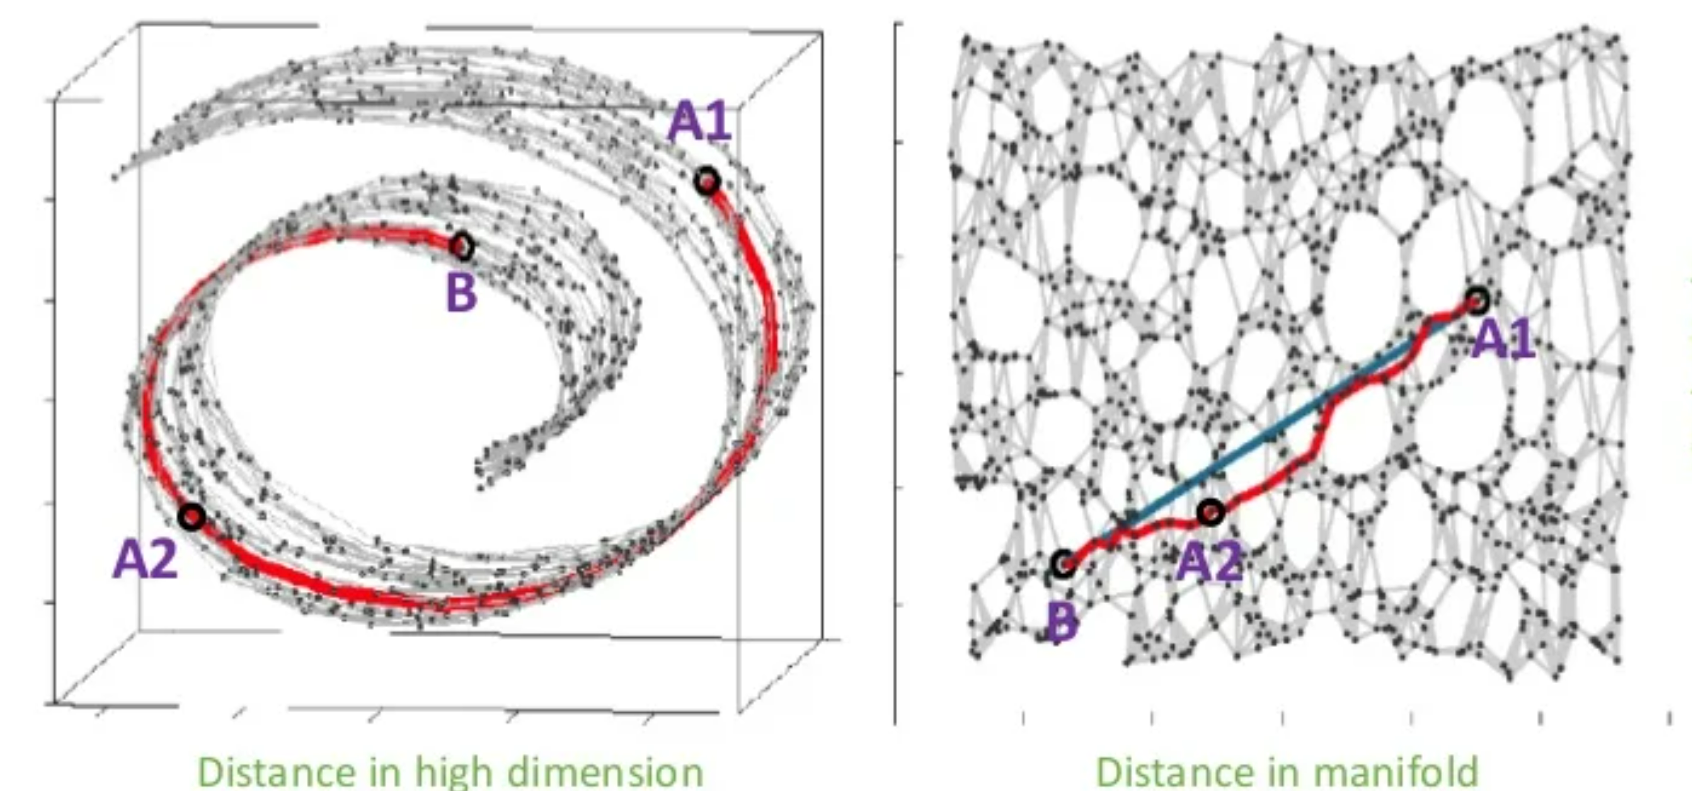 A1
B
A2
A1
A2
B
Distance in high dimension
Distance in manifold